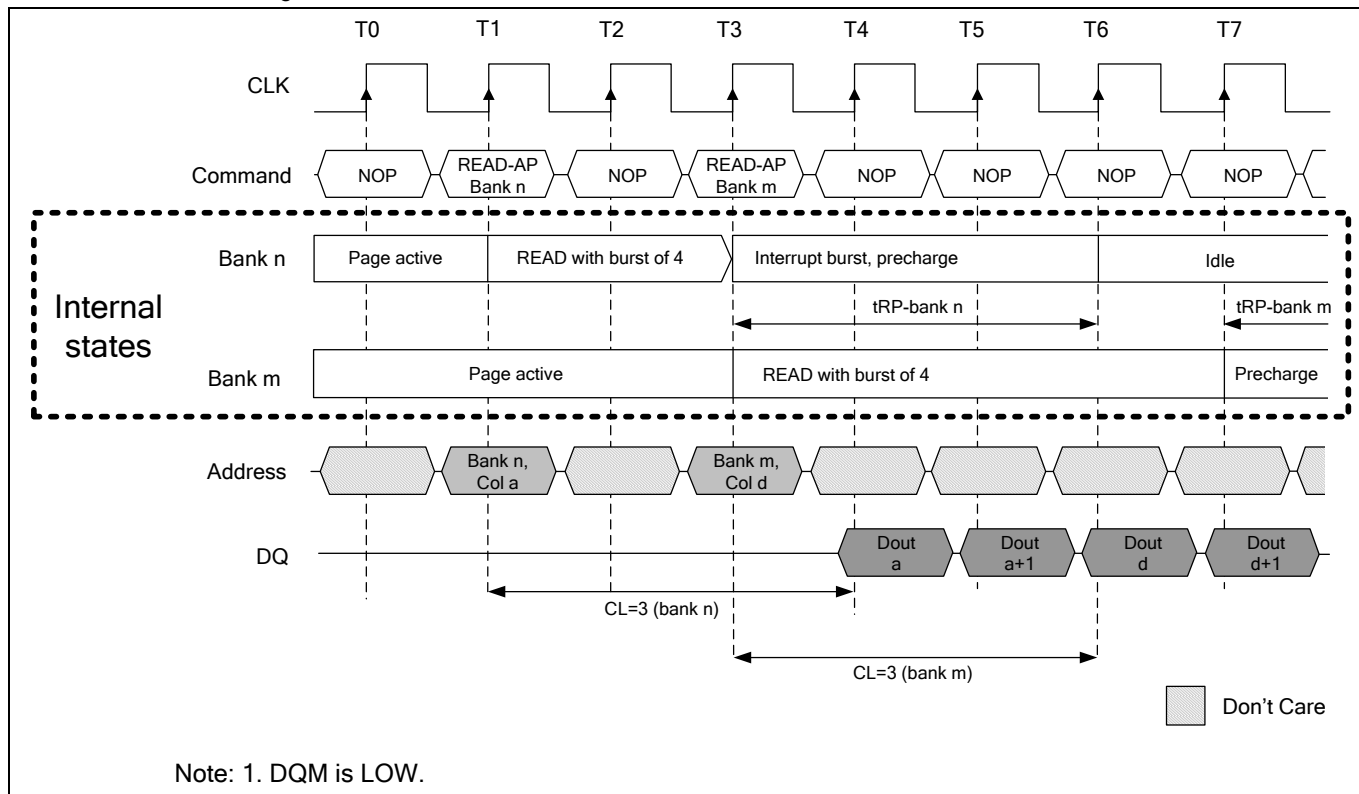 T0 T1 T2 T3 T4 T5 T6 T7
CLK
Command NOP READ-AP Bank n NOP READ-AP Bank m NOP NOP NOP NOP
Bank n Page active READ with burst of 4 Interrupt burst, precharge Idle
tRP-bank n tRP-bank m
Internal
states
Bank m Page active READ with burst of 4 Precharge
Address Bank n, Col a Bank m, Col d
DQ Dout a Dout a+1 Dout d Dout d+1
CL=3 (bank n)
CL=3 (bank m)
Don't Care
Note: 1. DQM is LOW.